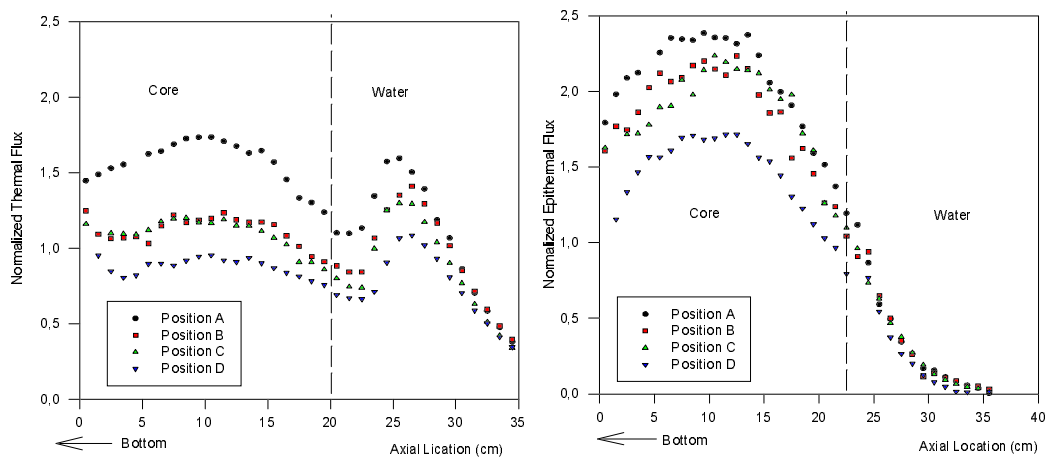 2,5
2,0
1,5
1,0
0,5
0,0
Normalized Thermal Flux
Core
Water
Position A
Position B
Position C
Position D
0 5 10 15 20 25 30 35
Bottom
Axial Lication (cm)
2,5
2,0
1,5
1,0
0,5
0,0
Normalized Epithermal Flux
Core
Water
Position A
Position B
Position C
Position D
0 5 10 15 20 25 30 35 40
Bottom
Axial Location (cm)